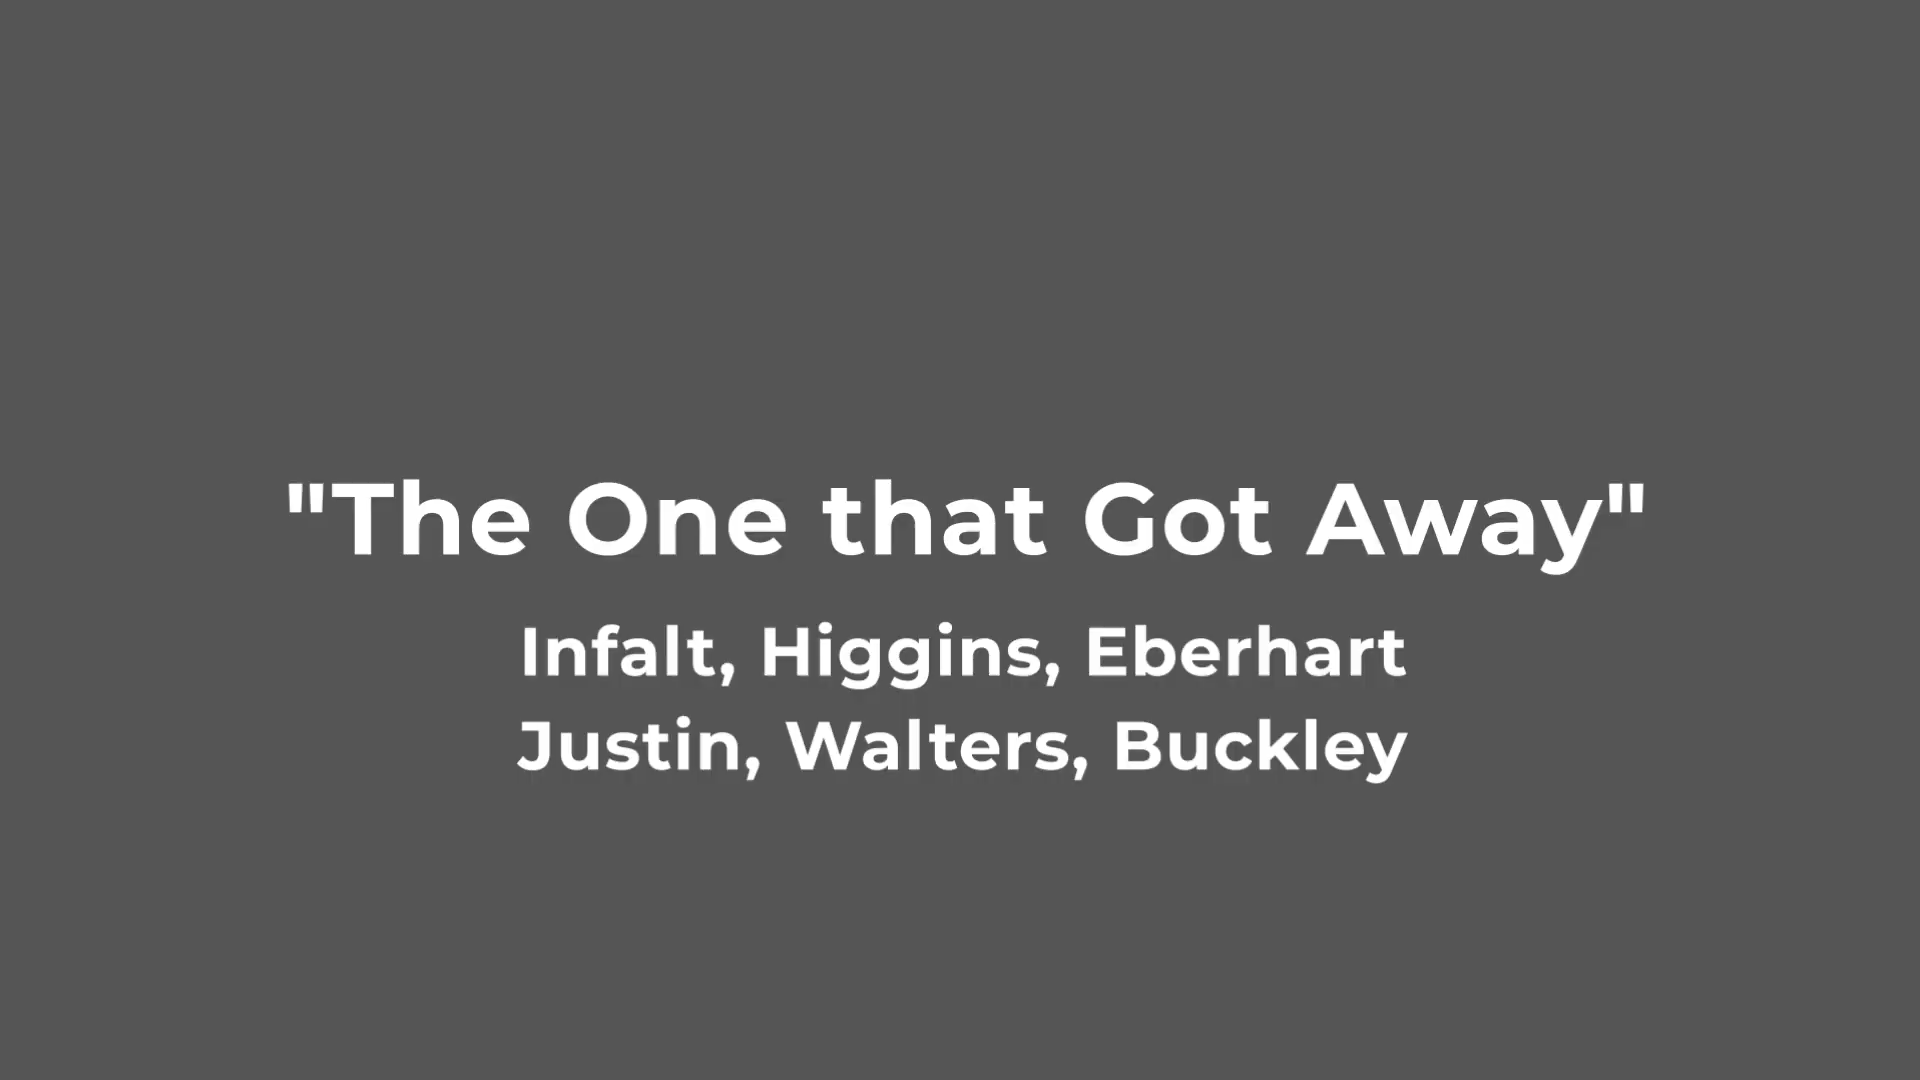 "The One that Got Away"
Infalt, Higgins, Eberhart
Justin, Walters, Buckley